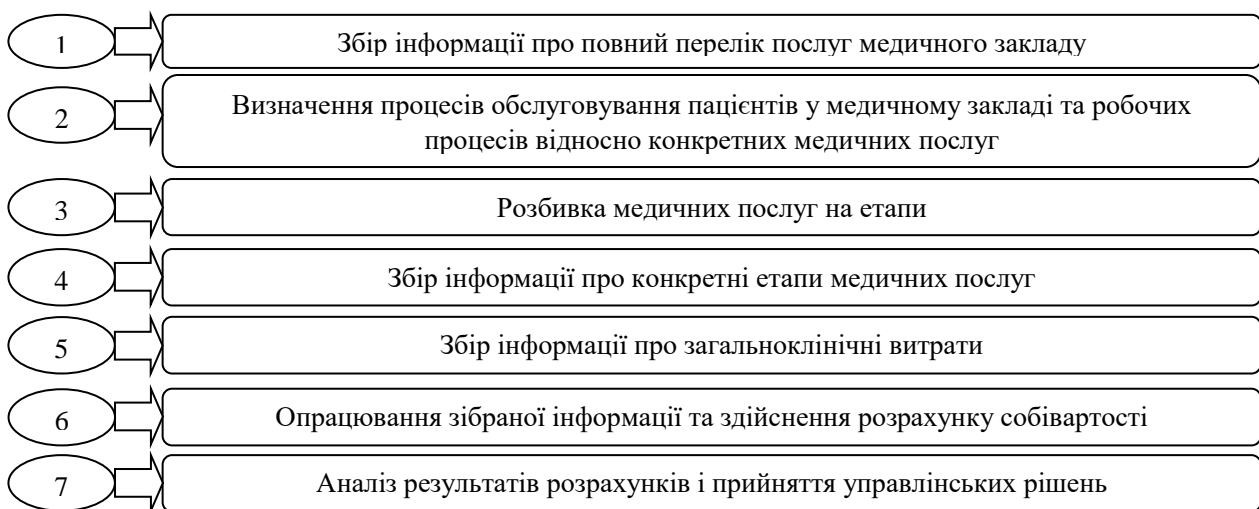 1
Збір інформації про повний перелік послуг медичного закладу
2
Визначення процесів обслуговування пацієнтів у медичному закладі та робочих
процесів відносно конкретних медичних послуг
3
Розбивка медичних послуг на етапи
4
Збір інформації про конкретні етапи медичних послуг
5
Збір інформації про загальноклінічні витрати
6
Опрацювання зібраної інформації та здійснення розрахунку собівартості
7
Аналіз результатів розрахунків і прийняття управлінських рішень